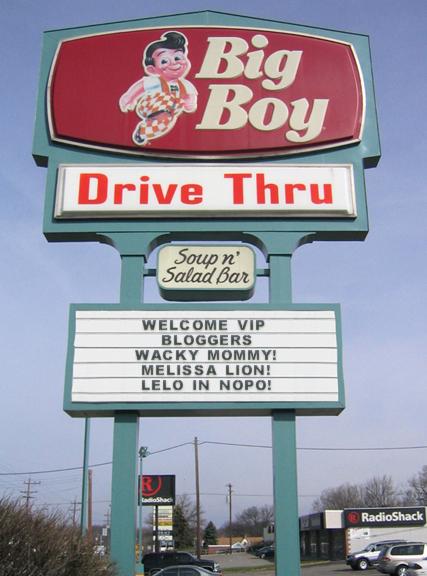 Big
Boy
Drive Thru
Soup n'
Salad Bar
WELCOME VIP
BLOGGERS
WACKY MOMMY!
MELISSA LION!
LELO IN NOPO!
R
RadioShack
R RadioShack